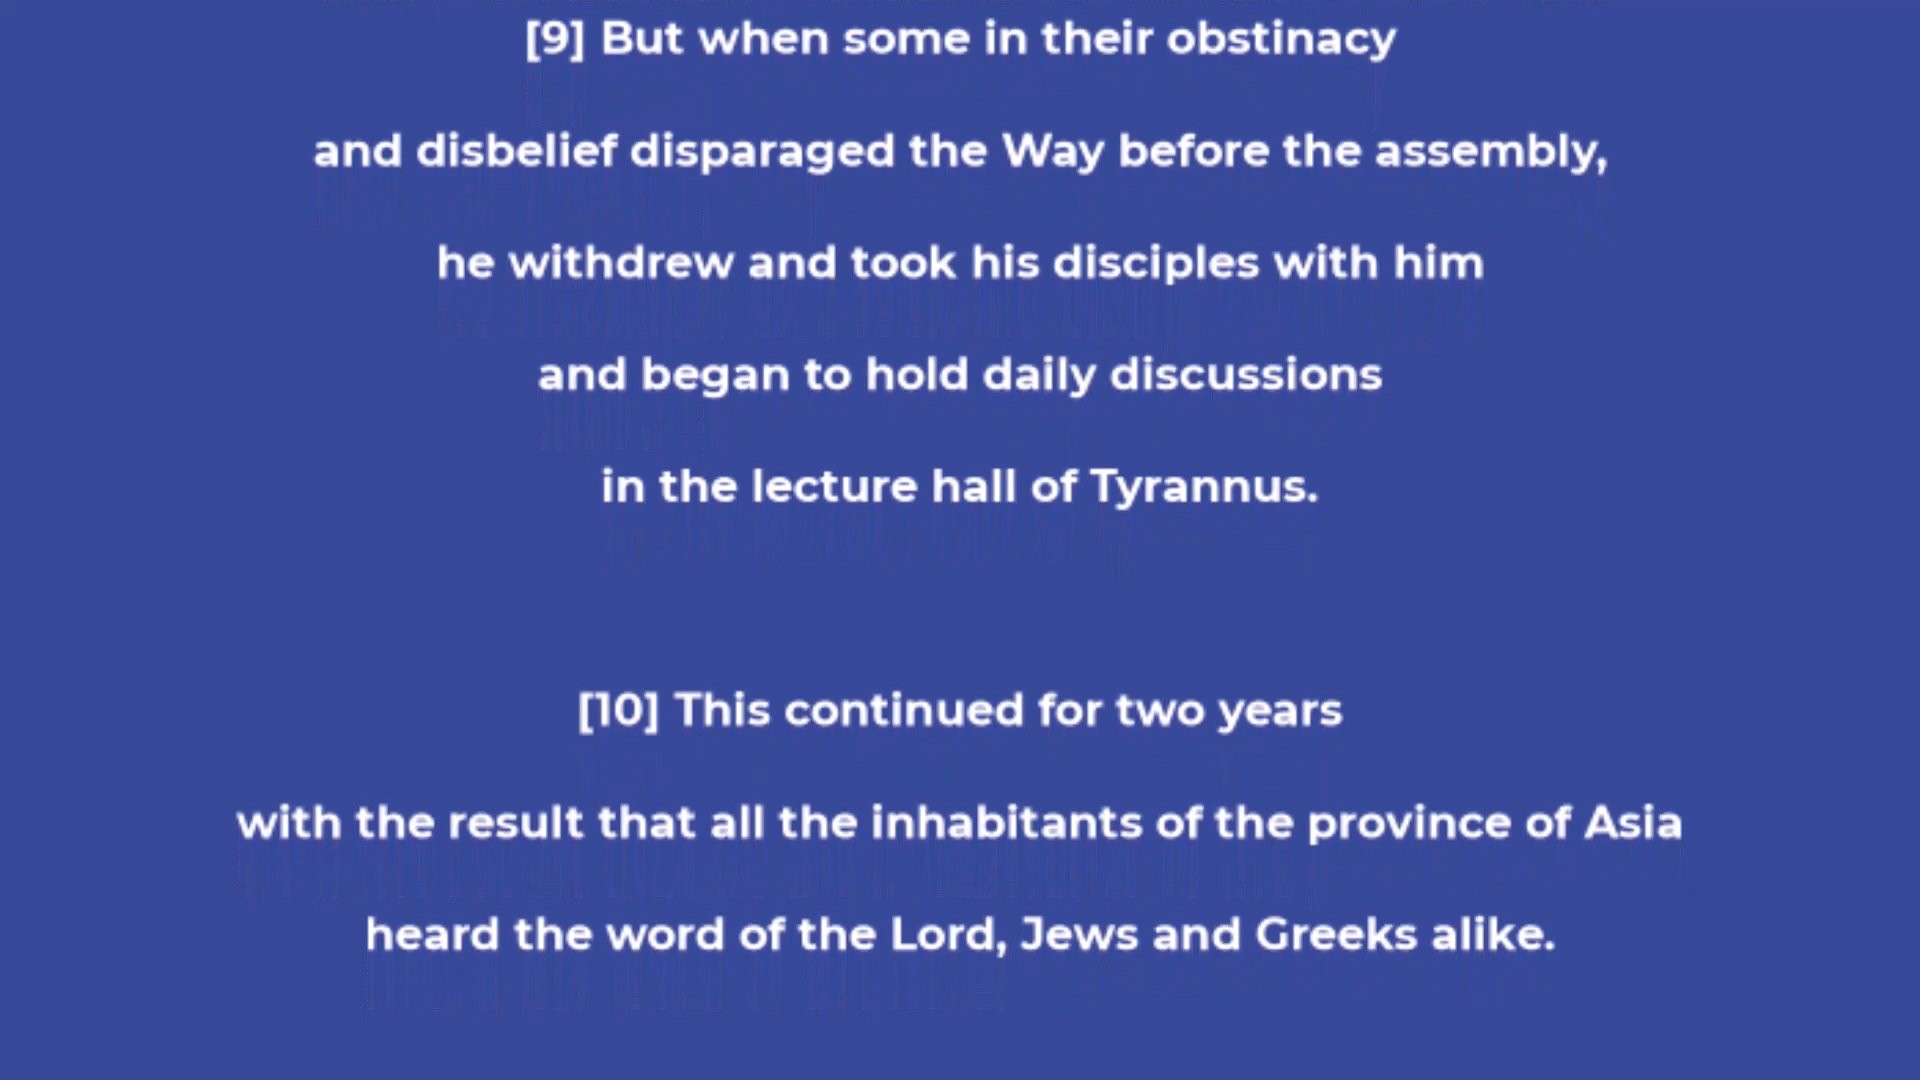 [9] But when some in their obstinacy
and disbelief disparaged the Way before the assembly,
he withdrew and took his disciples with him
and began to hold daily discussions
in the lecture hall of Tyrannus.
[10] This continued for two years
with the result that all the inhabitants of the province of Asia
heard the word of the Lord, Jews and Greeks alike.